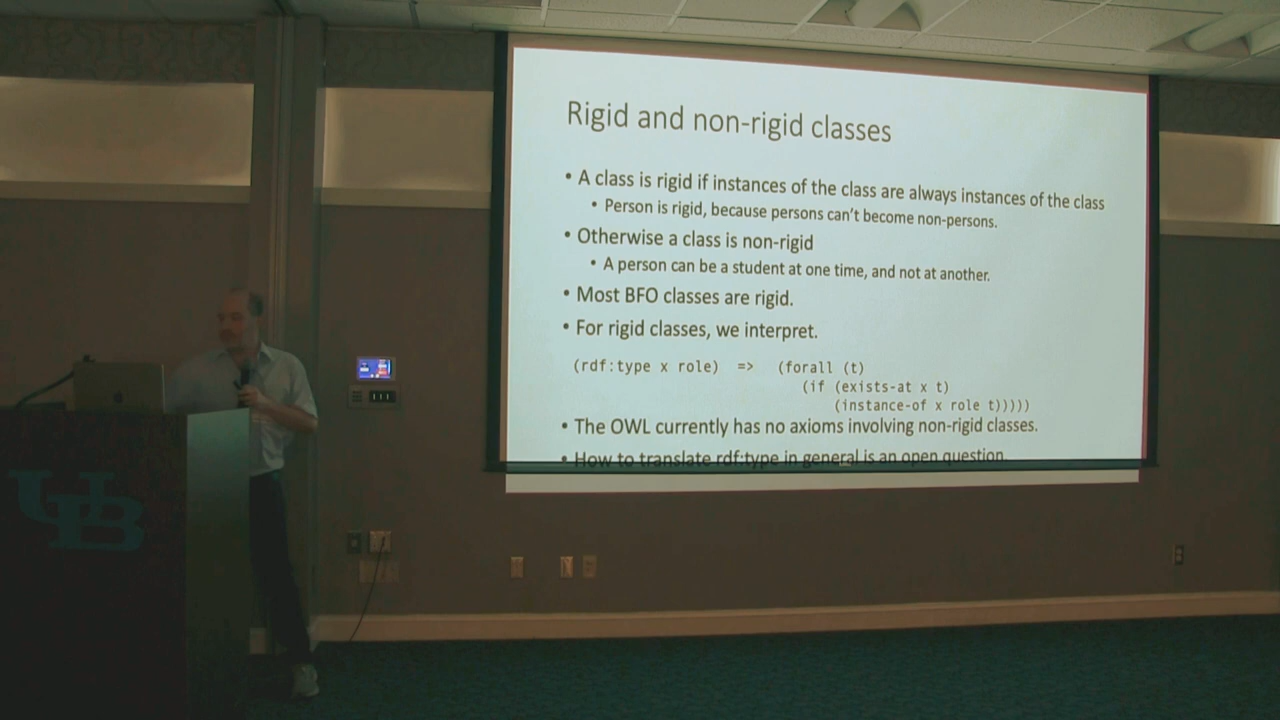 Rigid and non-rigid classes
• A class is rigid if instances of the class are always instances of the class
• Person is rigid, because persons can't become non-persons.
• Otherwise a class is non-rigid
• A person can be a student at one time, and not at another.
• Most BFO classes are rigid.
• For rigid classes, we interpret.
(rdf:type x role) => (forall (t)
(if (exists-at x t)
(instance-of x role t)))))
• The OWL currently has no axioms involving non-rigid classes.
• How to translate rdf:type in general is an open question.
UB